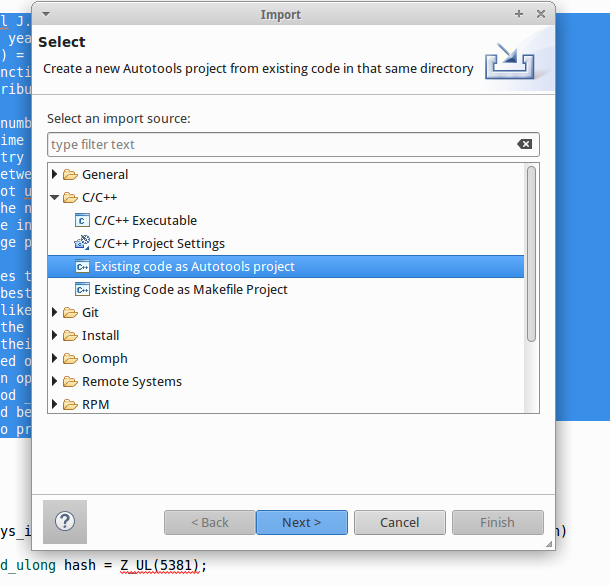 Import
Select
Create a new Autotools project from existing code in that same directory
Select an import source:
type filter text
General
C/C++
C/C++ Executable
C/C++ Project Settings
Existing code as Autotools project
Existing Code as Makefile Project
Git
Install
Oomph
Remote Systems
RPM
? < Back Next > Cancel Finish
l J.
yea
) =
ncti
ribu
numb
ime
try
etwe
ot u
he n
e in
ge p
es t
best
like
the
thei
ed o
n op
od _
d be
o pr
ys_i )
d_ulong hash = Z_UL(5381);